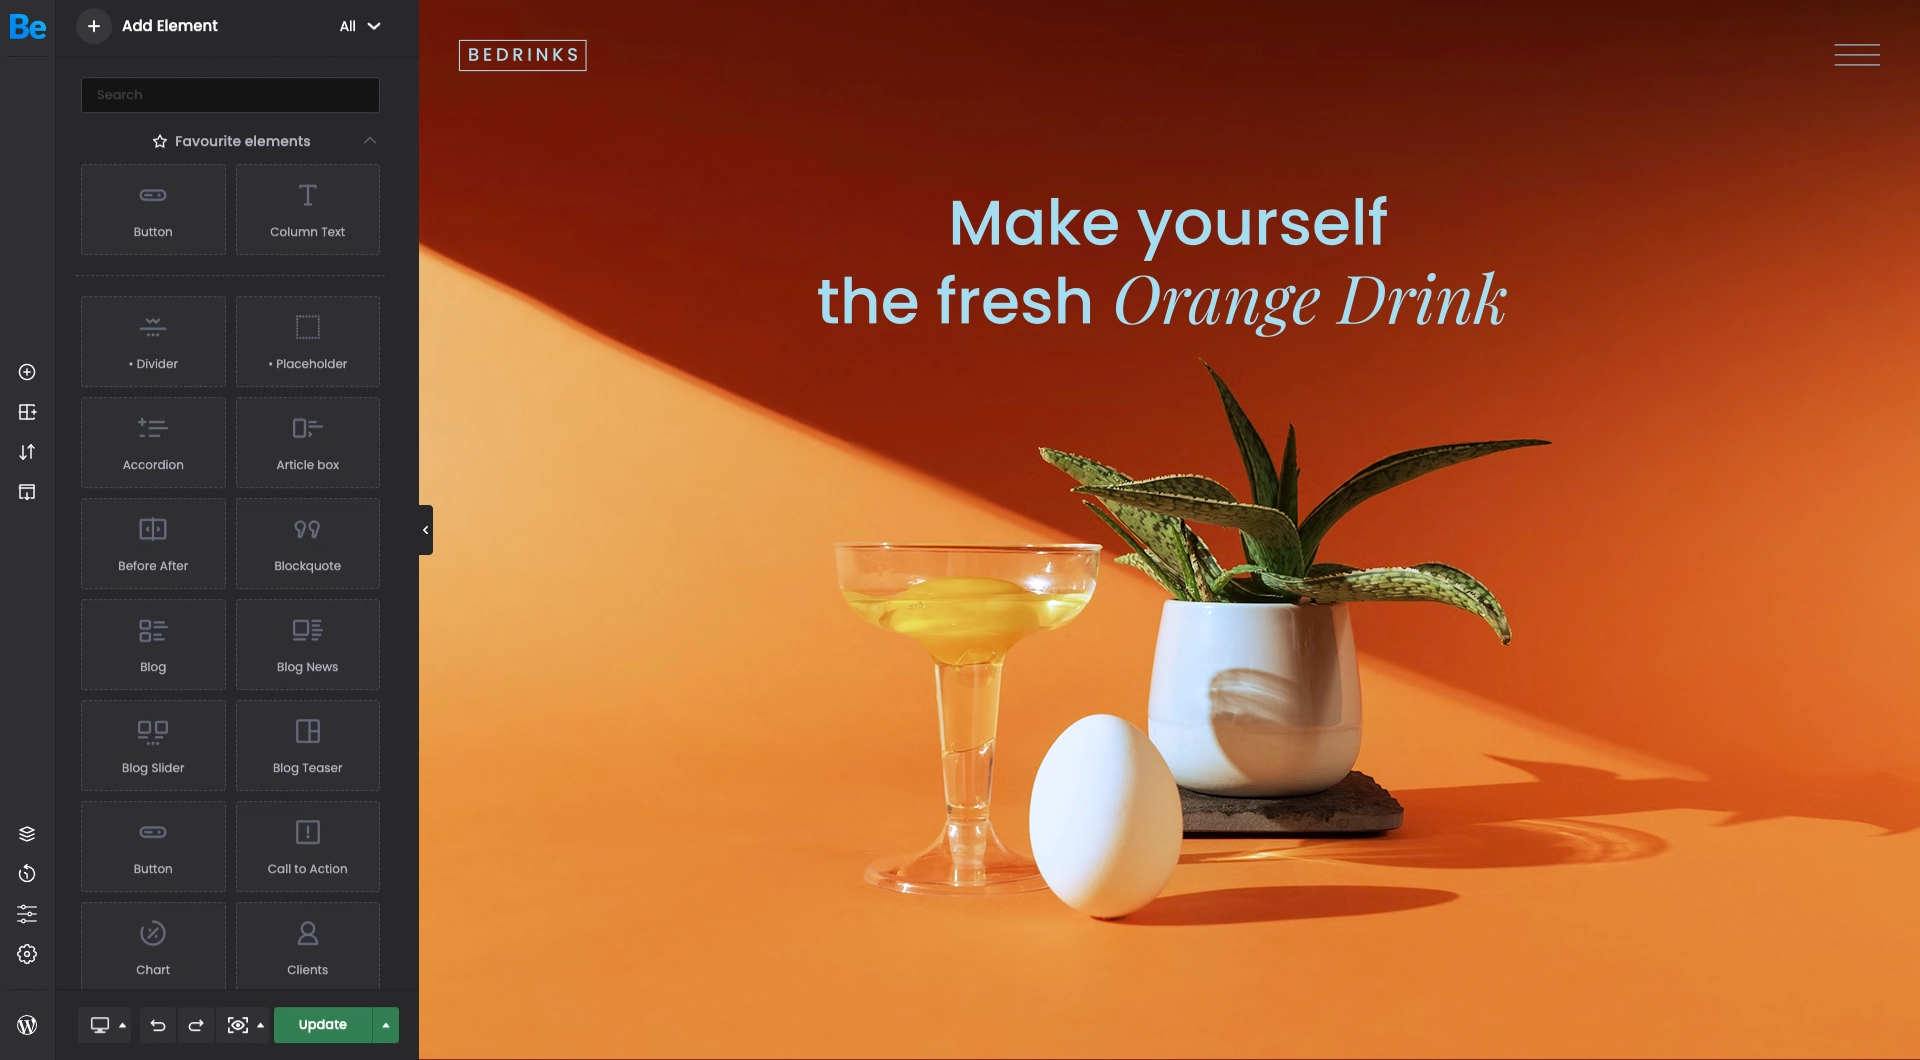 Be
Add Element
All
Search
Favourite elements
Button
Column Text
• Divider
• Placeholder
Accordion
Article box
Before After
Blockquote
Blog
Blog News
Blog Slider
Blog Teaser
Button
Call to Action
Chart
Clients
Update
BEDRINKS
Make yourself
the fresh Orange Drink